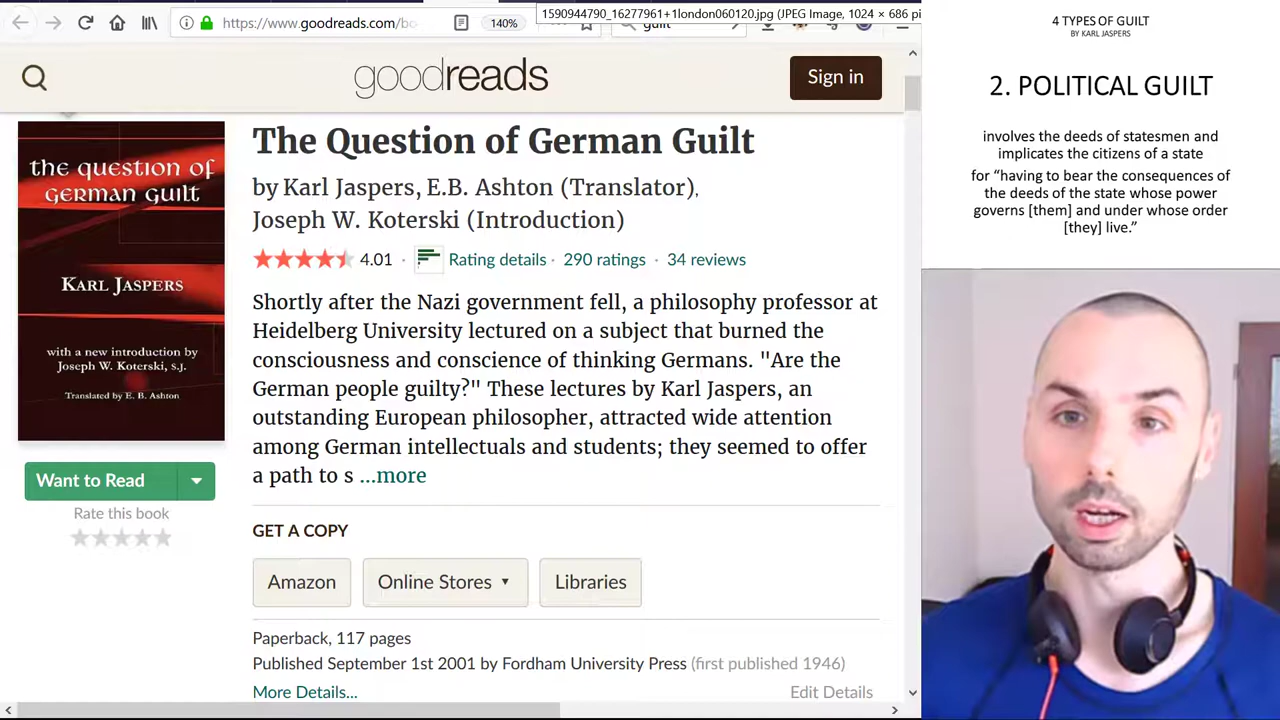 https://www.goodreads.com/bo
140%
1590944790_16277961+1london060120.jpg (JPEG Image, 1024 × 686 pi
goodreads
Sign in
the question of
GERMAN GUILT
KARL JASPERS
with a new introduction by
Joseph W. Koterski, S.J.
Translated by E. B. Ashton
Want to Read
Rate this book
The Question of German Guilt
by Karl Jaspers, E.B. Ashton (Translator),
Joseph W. Koterski (Introduction)
4.01 · Rating details · 290 ratings · 34 reviews
Shortly after the Nazi government fell, a philosophy professor at
Heidelberg University lectured on a subject that burned the
consciousness and conscience of thinking Germans. "Are the
German people guilty?" These lectures by Karl Jaspers, an
outstanding European philosopher, attracted wide attention
among German intellectuals and students; they seemed to offer
a path to s ...more
GET A COPY
Amazon
Online Stores ▼
Libraries
Paperback, 117 pages
Published September 1st 2001 by Fordham University Press (first published 1946)
More Details...
Edit Details
4 TYPES OF GUILT
BY KARL JASPERS
2. POLITICAL GUILT
involves the deeds of statesmen and
implicates the citizens of a state
for “having to bear the consequences of
the deeds of the state whose power
governs [them] and under whose order
[they] live.”